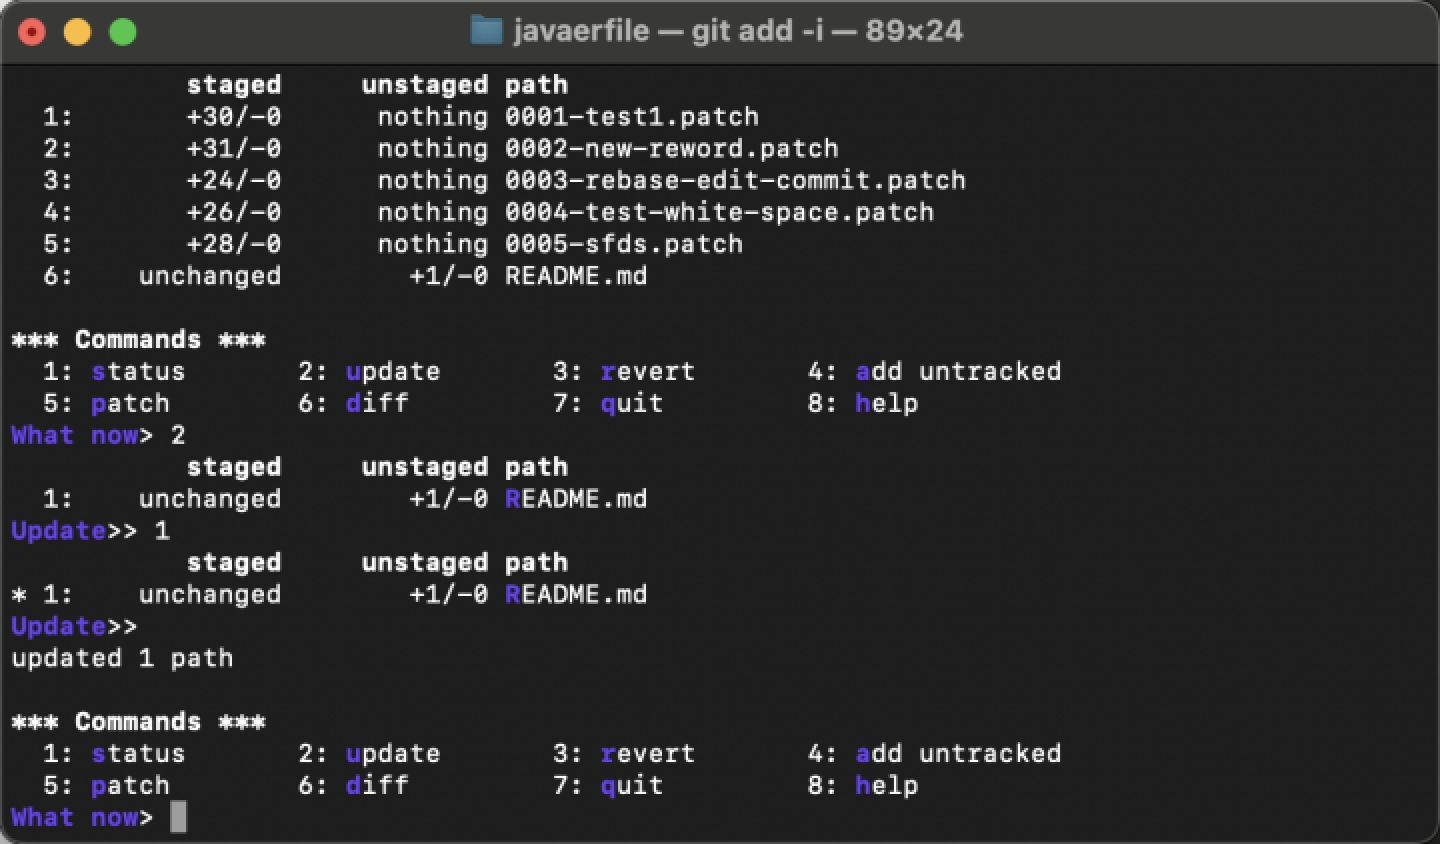 javaerfile — git add -i — 89×24
staged unstaged path
1: +30/-0 nothing 0001-test1.patch
2: +31/-0 nothing 0002-new-reword.patch
3: +24/-0 nothing 0003-rebase-edit-commit.patch
4: +26/-0 nothing 0004-test-white-space.patch
5: +28/-0 nothing 0005-sfds.patch
6: unchanged +1/-0 README.md
*** Commands ***
1: status 2: update 3: revert 4: add untracked
5: patch 6: diff 7: quit 8: help
What now> 2
staged unstaged path
1: unchanged +1/-0 README.md
Update>> 1
staged unstaged path
* 1: unchanged +1/-0 README.md
Update>>
updated 1 path
*** Commands ***
1: status 2: update 3: revert 4: add untracked
5: patch 6: diff 7: quit 8: help
What now>